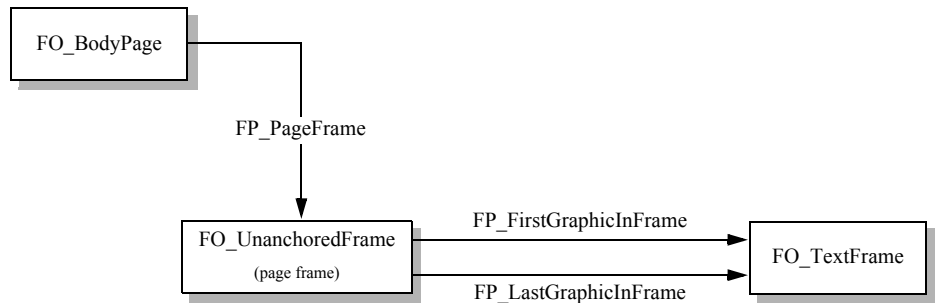 FO_BodyPage
FP_PageFrame
FP_FirstGraphicInFrame
FO_UnanchoredFrame
(page frame)
FO_TextFrame
FP_LastGraphicInFrame